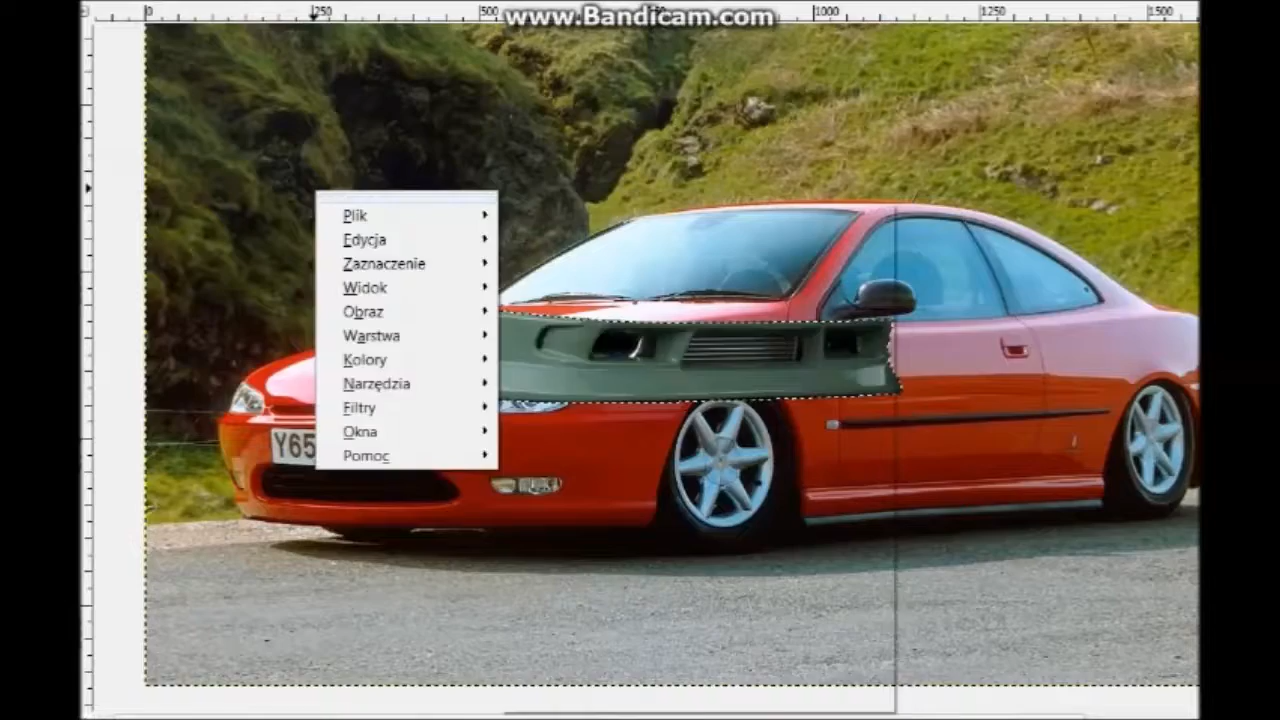 0
250
500
www.Bandicam.com
1000
1250
1500
Plik
Edycja
Zaznaczenie
Widok
Obraz
Warstwa
Kolory
Narzędzia
Filtry
Okna
Pomoc
Y65